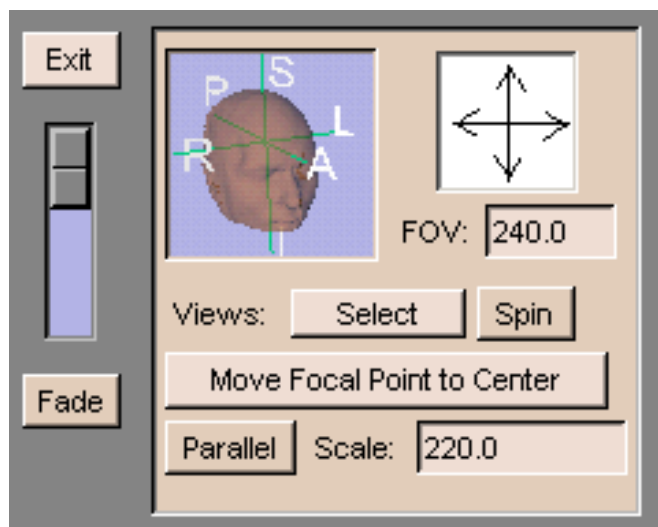 Exit
S
P
L
R
A
I
FOV: 240.0
Views: Select Spin
Move Focal Point to Center
Fade
Parallel Scale: 220.0